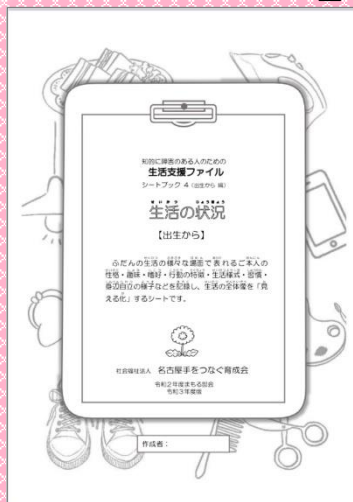 知的に障害のある人のための
生活支援ファイル
シートブック 4（出生から 編）
生活の状況
【出生から】
ふだんの生活の様々な場面で表れるご本人の
性格・趣味・嗜好・行動の特徴・生活様式・習慣・
身辺自立の様子などを記録し、生活の全体像を「見
える化」するシートです。
社会福祉法人 名古屋手をつなぐ育成会
令和２年度まもる部会
令和３年度版
作成者：